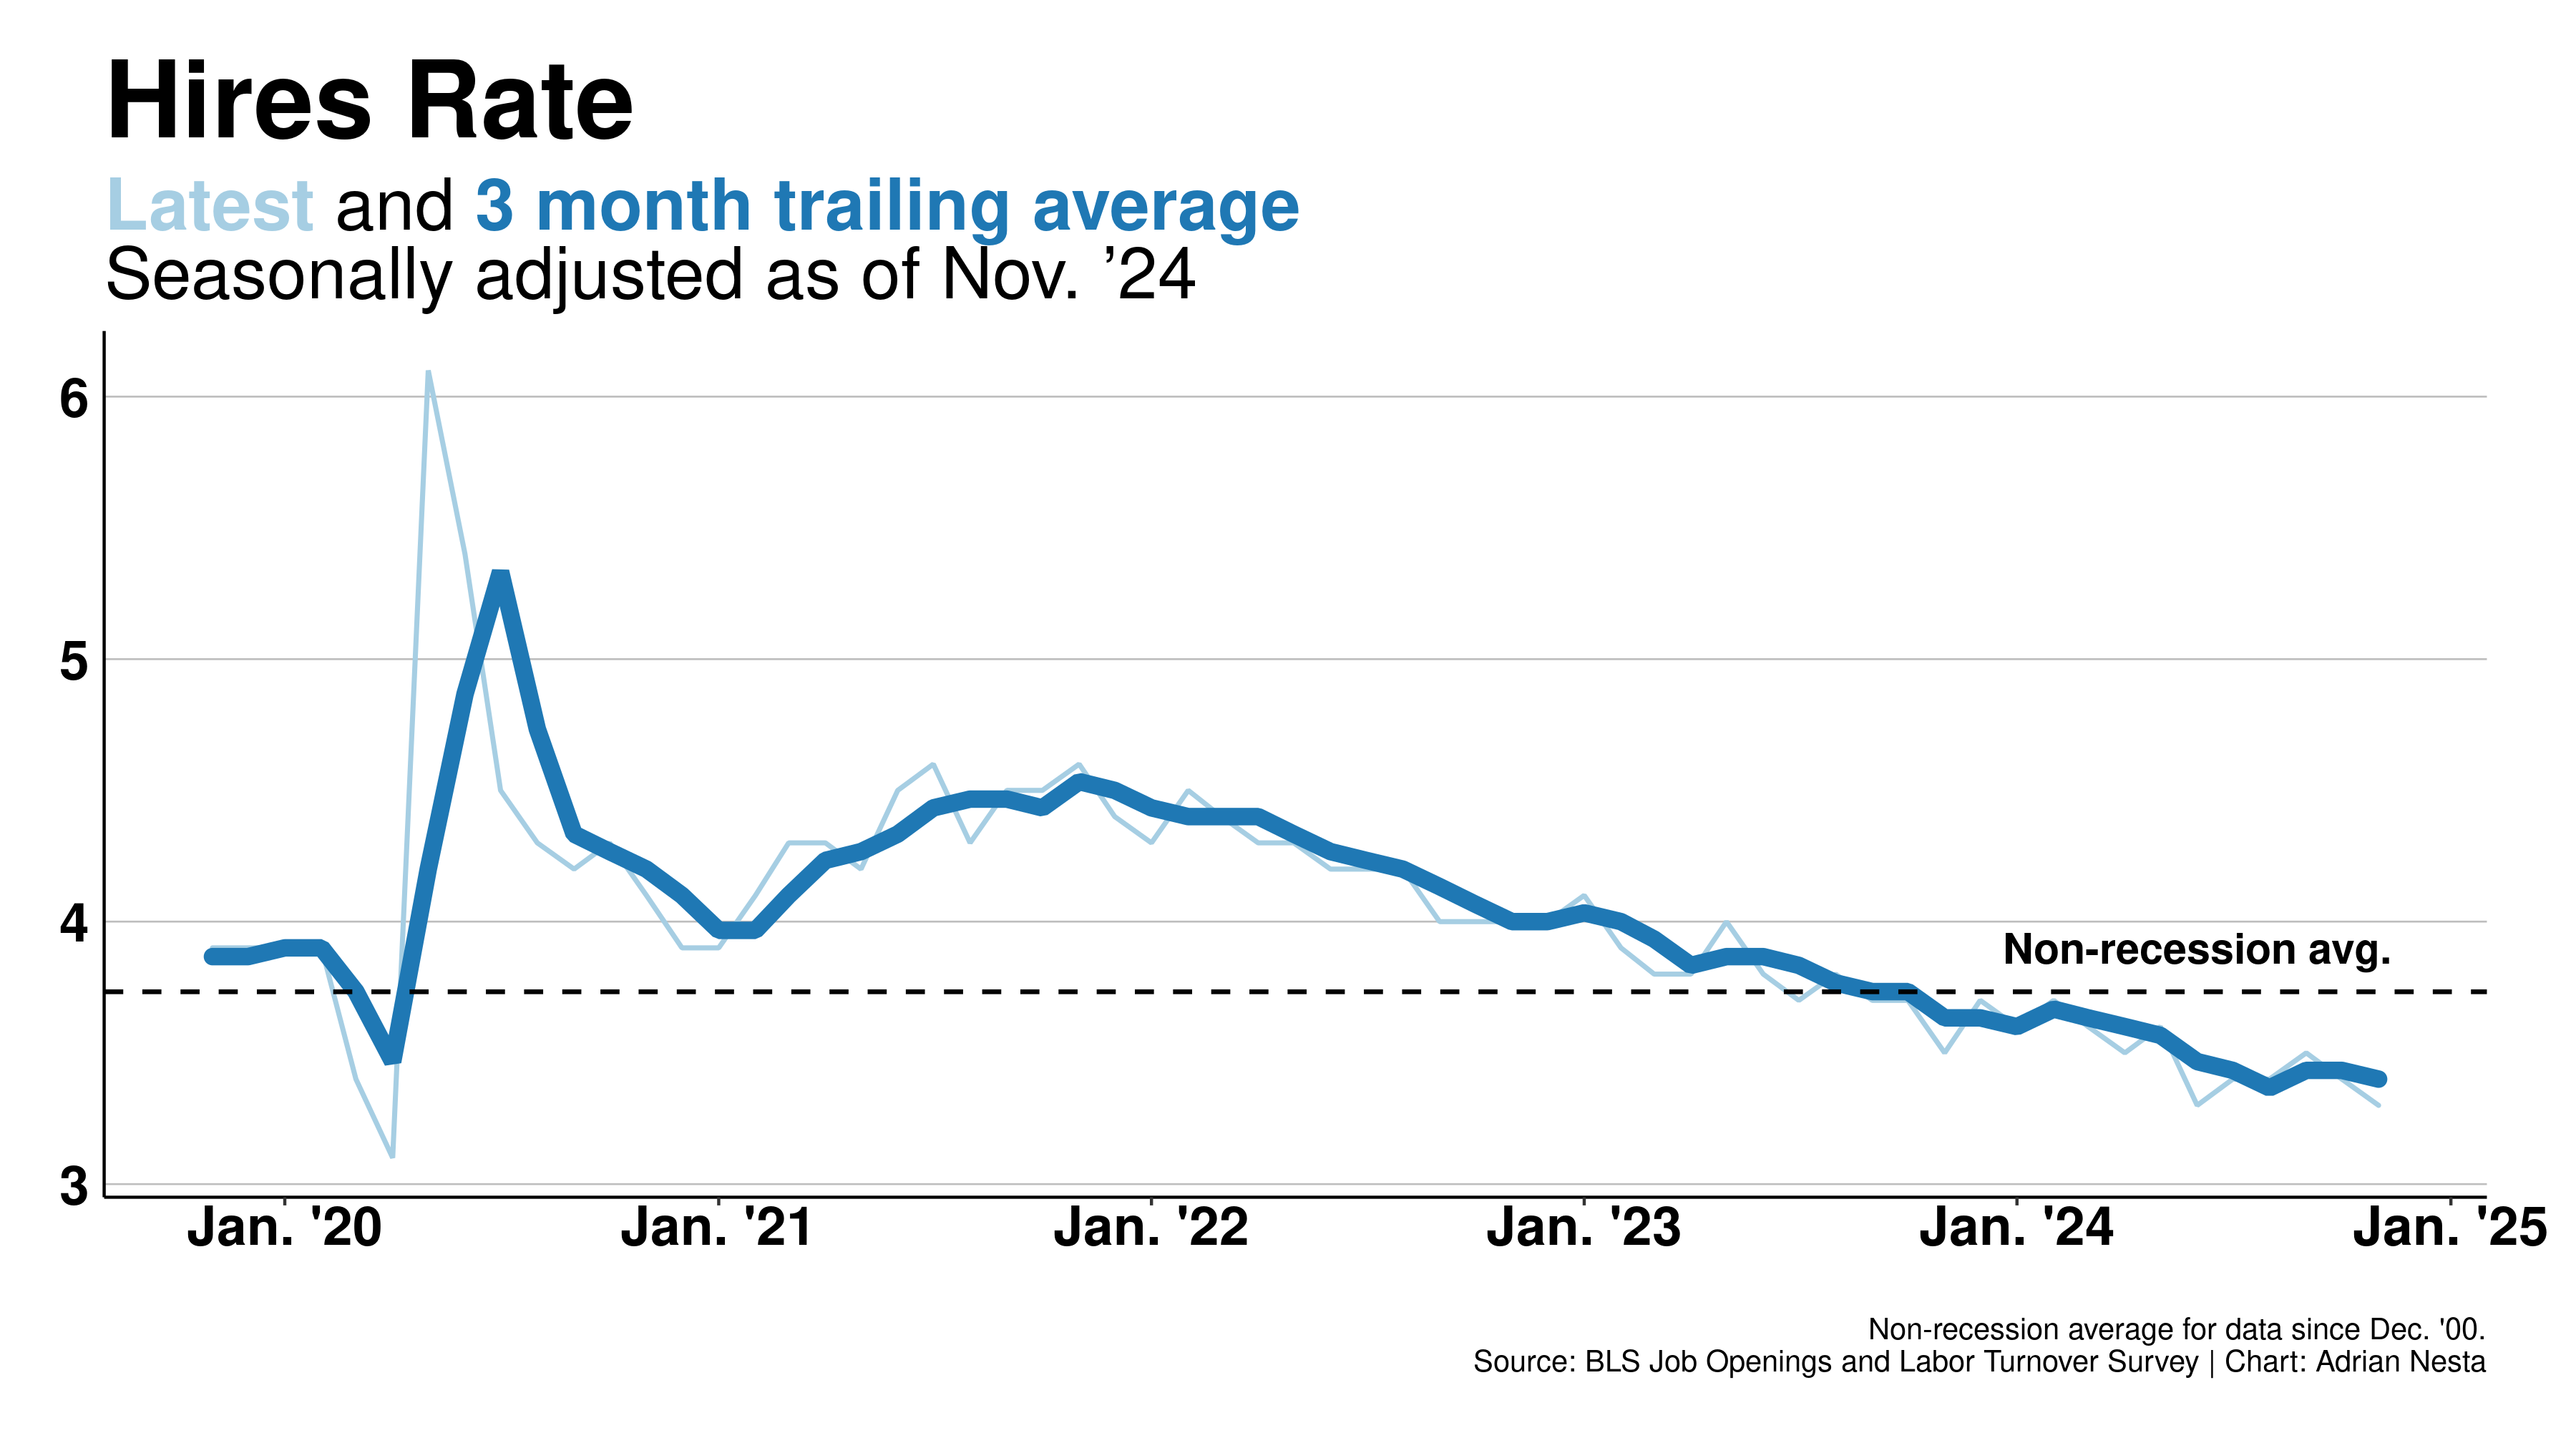 Hires Rate
Latest and 3 month trailing average
Seasonally adjusted as of Nov. ’24
6
5
4
3
Non-recession avg.
Jan. '20
Jan. '21
Jan. '22
Jan. '23
Jan. '24
Jan. '25
Non-recession average for data since Dec. '00.
Source: BLS Job Openings and Labor Turnover Survey | Chart: Adrian Nesta